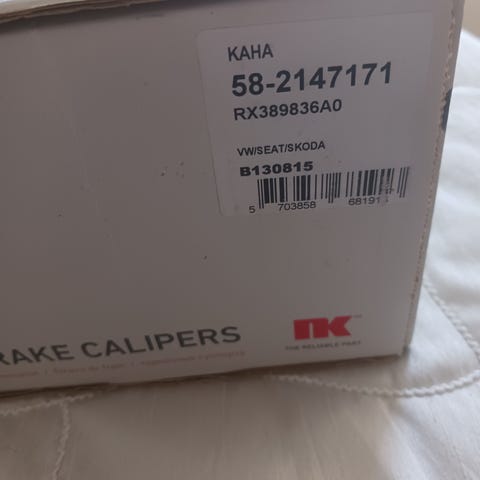 KAHA
58-2147171
RX389836A0
VW/SEAT/SKODA
B130815
5 703858 68191
RAKE CALIPERS
NK
THE RELIABLE PART